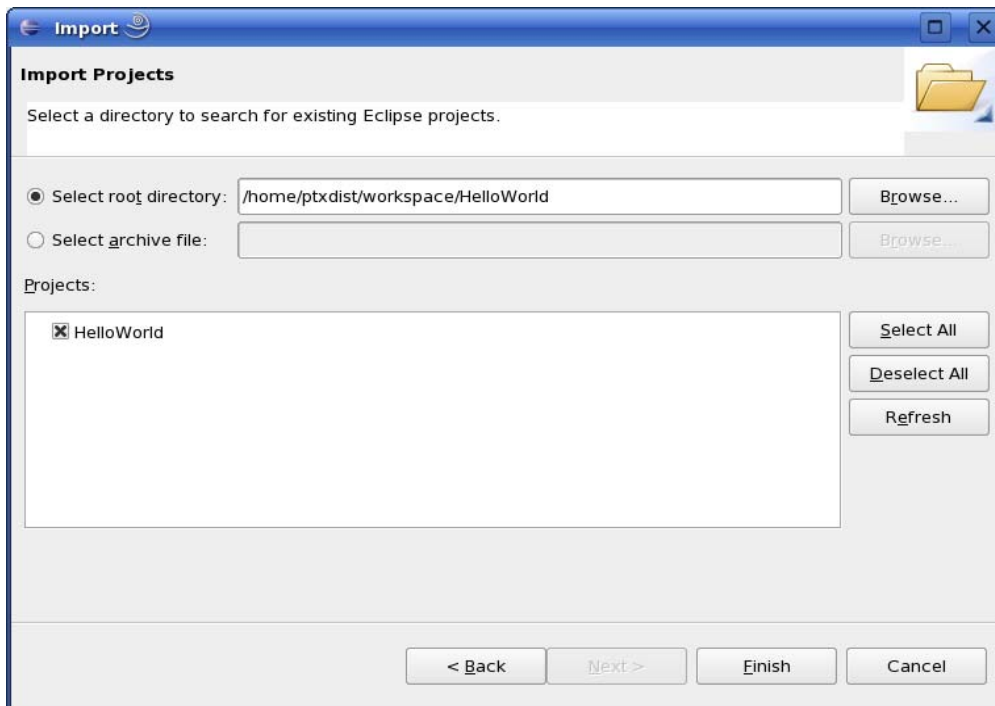 Import
Import Projects
Select a directory to search for existing Eclipse projects.
Select root directory: /home/ptxdist/workspace/HelloWorld Browse...
Select archive file: Browse...
Projects:
HelloWorld
Select All
Deselect All
Refresh
< Back Next > Finish Cancel